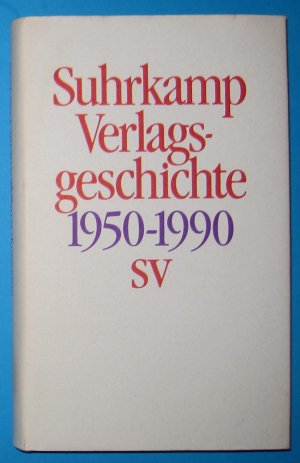 Suhrkamp
Verlags-
geschichte
1950-1990
SV